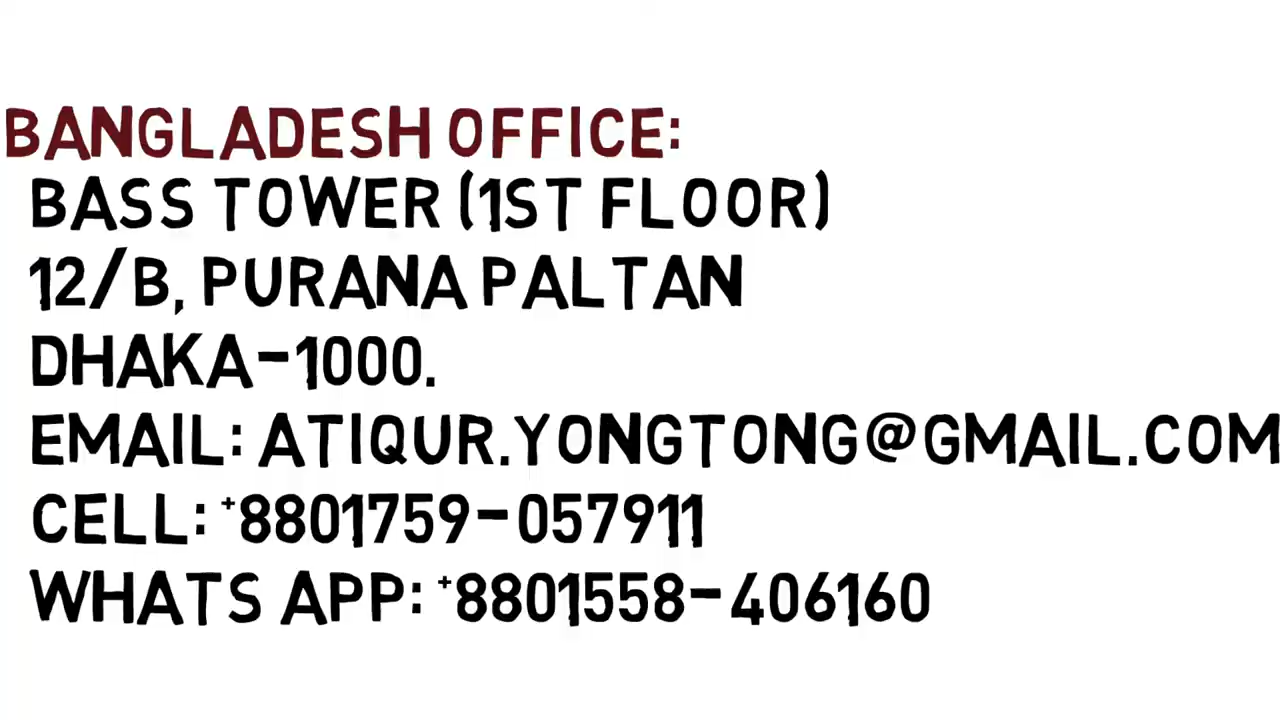 BANGLADESH OFFICE:
BASS TOWER (1ST FLOOR)
12/B, PURANA PALTAN
DHAKA-1000.
EMAIL: ATIQUR.YONGTONG@GMAIL.COM
CELL: +8801759-057911
WHATS APP: +8801558-406160